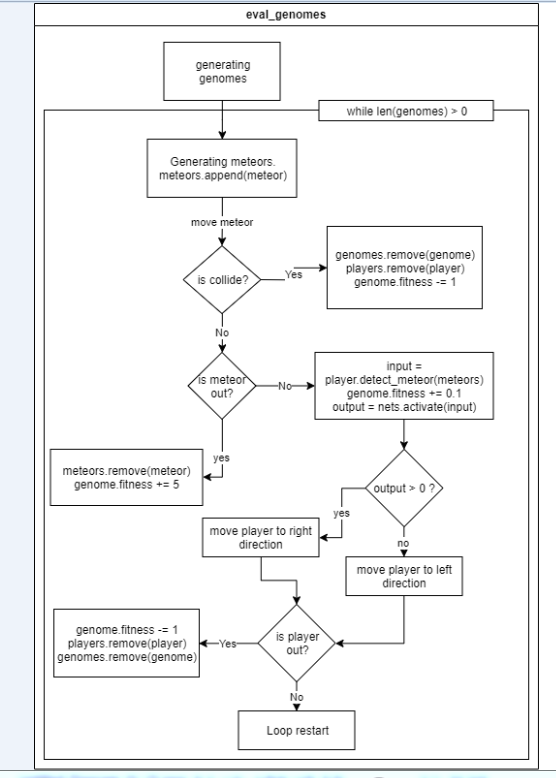 eval_genomes
generating
genomes
while len(genomes) > 0
Generating meteors.
meteors.append(meteor)
move meteor
is collide?
Yes
genomes.remove(genome)
players.remove(player)
genome.fitness -= 1
No
is meteor
out?
No
input =
player.detect_meteor(meteors)
genome.fitness += 0.1
output = nets.activate(input)
yes
meteors.remove(meteor)
genome.fitness += 5
output > 0 ?
yes
no
move player to right
direction
move player to left
direction
is player
out?
Yes
genome.fitness -= 1
players.remove(player)
genomes.remove(genome)
No
Loop restart